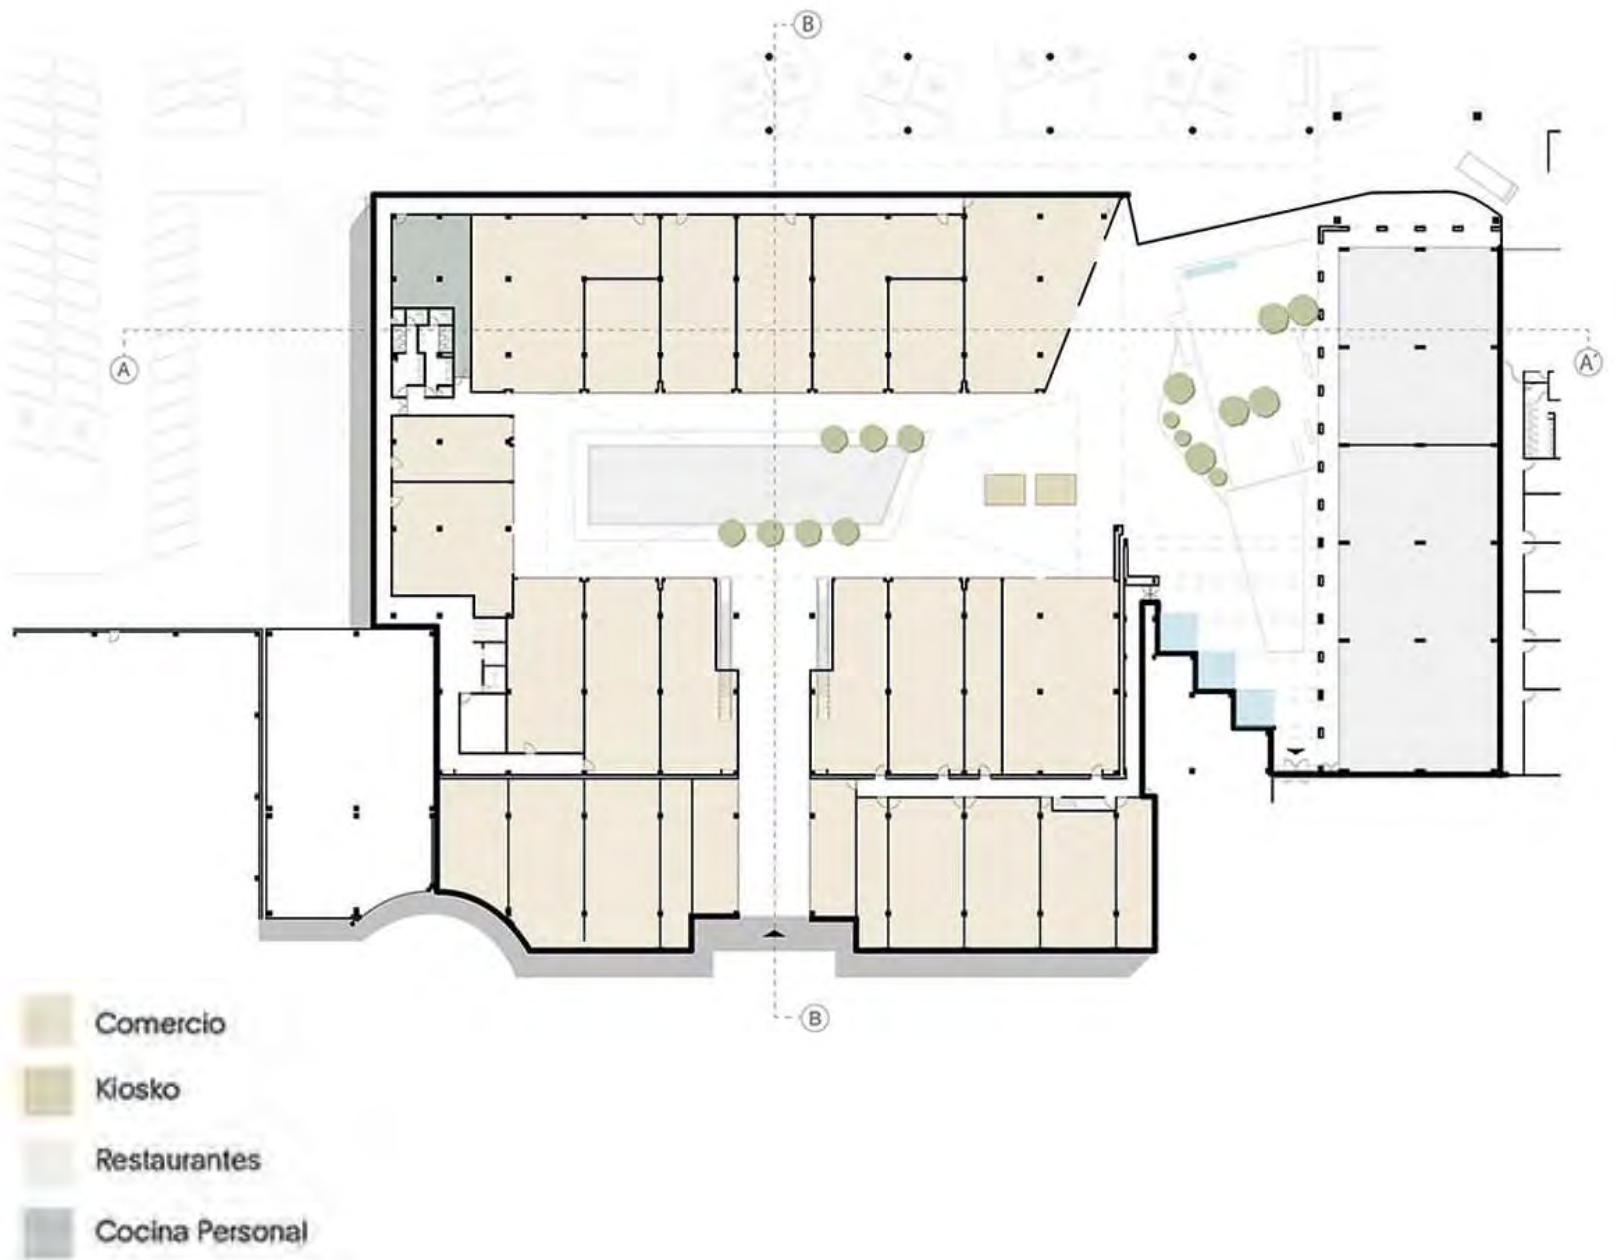 B
A
A'
B
Comercio
Kiosko
Restaurantes
Cocina Personal